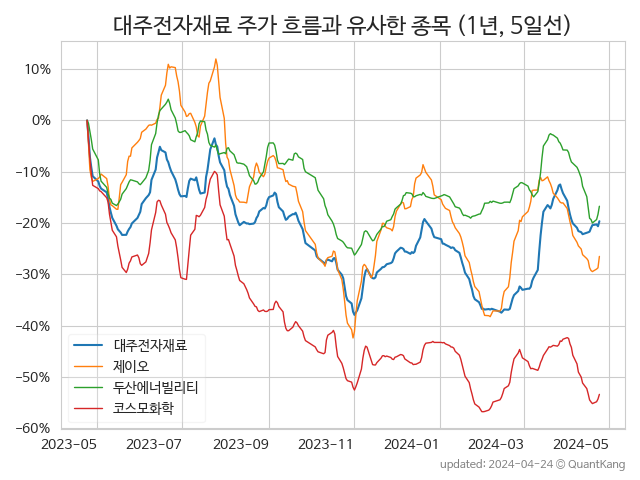 대주전자재료 주가 흐름과 유사한 종목 (1년, 5일선)
10%
0%
-10%
-20%
-30%
-40%
-50%
-60%
대주전자재료
제이오
두산에너빌리티
코스모화학
2023-05
2023-07
2023-09
2023-11
2024-01
2024-03
2024-05
updated: 2024-04-24 © QuantKang